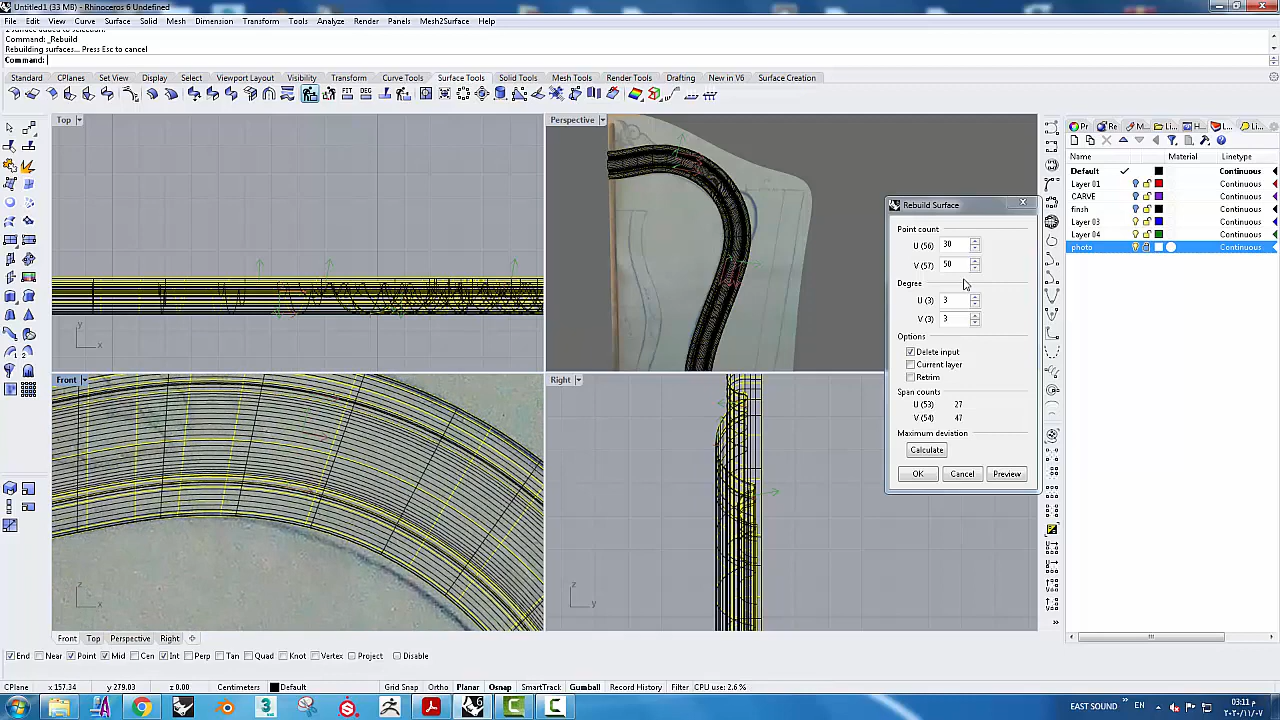 Untitled1 (33 MB) - Rhinoceros 6 Undefined
File Edit View Curve Surface Solid Mesh Dimension Transform Tools Analyze Render Panels Mesh2Surface Help
Command: _Rebuild
Rebuilding surfaces... Press Esc to cancel
Command:
Standard CPlanes Set View Display Select Viewport Layout Visibility Transform Curve Tools Surface Tools Solid Tools Mesh Tools Render Tools Drafting New in V6 Surface Creation
FIT DEG
Top
Perspective
Name Material Linetype
Default Continuous
Layer 01 Continuous
CARVE Continuous
finsh Continuous
Layer 03 Continuous
Layer 04 Continuous
photo Continuous
Rebuild Surface
Point count
U (56) 30
V (57) 50
Degree
U (3) 3
V (3) 3
Options
Delete input
Current layer
Retrim
Span counts
U (53) 27
V (54) 47
Maximum deviation
Calculate
OK Cancel Preview
y
x
Front
Right
z
x
z
y
Front Top Perspective Right
End Near Point Mid Cen Int Perp Tan Quad Knot Vertex Project Disable
CPlane x 157.34 y 279.03 z 0.00 Centimeters Default Grid Snap Ortho Planar Osnap SmartTrack Gumball Record History Filter CPU use: 2.6 %
EAST SOUND EN
03:11 م